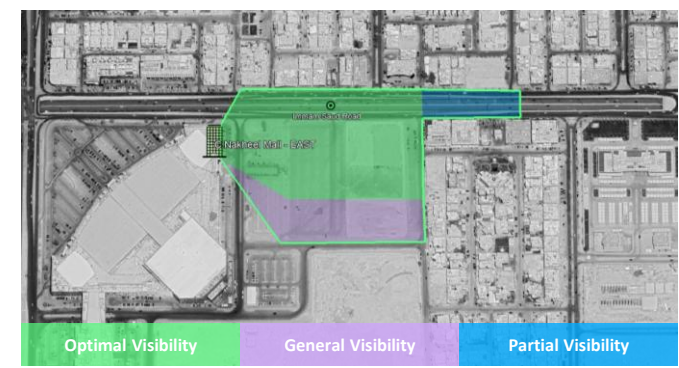 C Nakheel Mall - EAST
Optimal Visibility
General Visibility
Partial Visibility